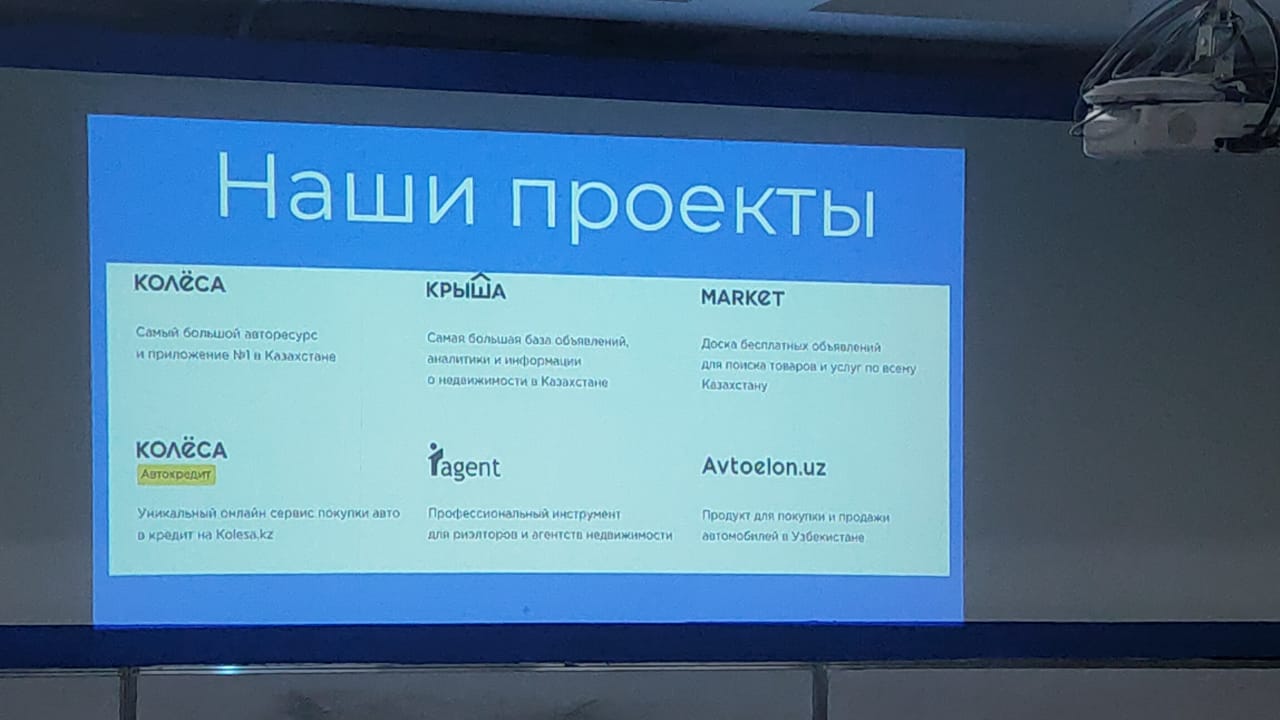 Наши проекты
КОЛЁСА
Самый большой авторесурс
и приложение №1 в Казахстане
КРЫША
Самая большая база объявлений,
аналитики и информации
о недвижимости в Казахстане
MARKET
Доска бесплатных объявлений
для поиска товаров и услуг по всему
Казахстану
КОЛЁСА
Автокредит
Уникальный онлайн сервис покупки авто
в кредит на Kolesa.kz
agent
Профессиональный инструмент
для риэлторов и агентств недвижимости
Avtoelon.uz
Продукт для покупки и продажи
автомобилей в Узбекистане